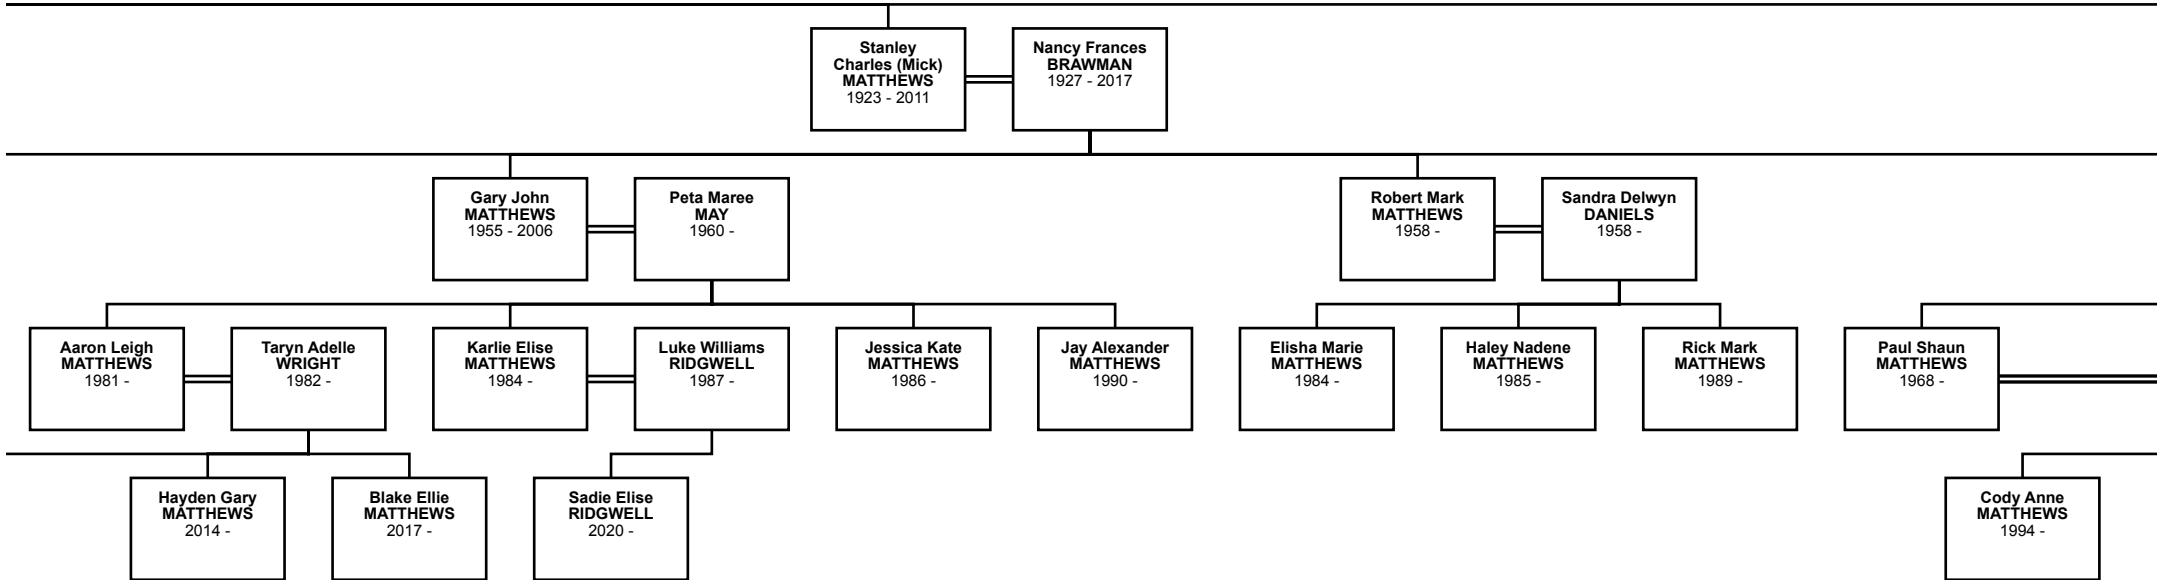 Stanley
Charles (Mick)
MATTHEWS
1923 - 2011
Nancy Frances
BRAWMAN
1927 - 2017
Gary John
MATTHEWS
1955 - 2006
Peta Maree
MAY
1960 -
Robert Mark
MATTHEWS
1958 -
Sandra Delwyn
DANIELS
1958 -
Aaron Leigh
MATTHEWS
1981 -
Taryn Adelle
WRIGHT
1982 -
Karlie Elise
MATTHEWS
1984 -
Luke Williams
RIDGWELL
1987 -
Jessica Kate
MATTHEWS
1986 -
Jay Alexander
MATTHEWS
1990 -
Elisha Marie
MATTHEWS
1984 -
Haley Nadene
MATTHEWS
1985 -
Rick Mark
MATTHEWS
1989 -
Paul Shaun
MATTHEWS
1968 -
Hayden Gary
MATTHEWS
2014 -
Blake Ellie
MATTHEWS
2017 -
Sadie Elise
RIDGWELL
2020 -
Cody Anne
MATTHEWS
1994 -